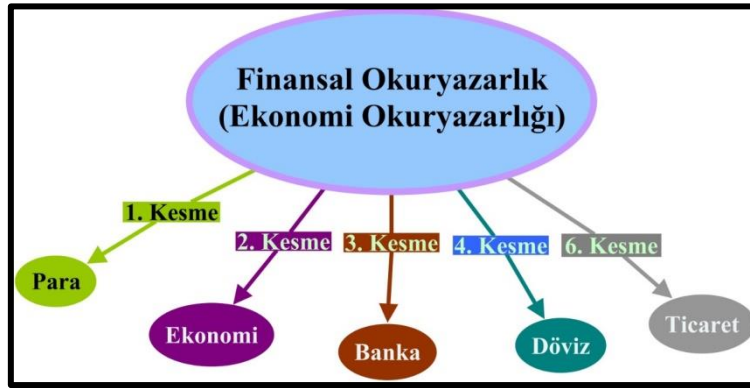 Finansal Okuryazarlık
(Ekonomi Okuryazarlığı)
1. Kesme
2. Kesme
3. Kesme
4. Kesme
6. Kesme
Para
Ekonomi
Banka
Döviz
Ticaret